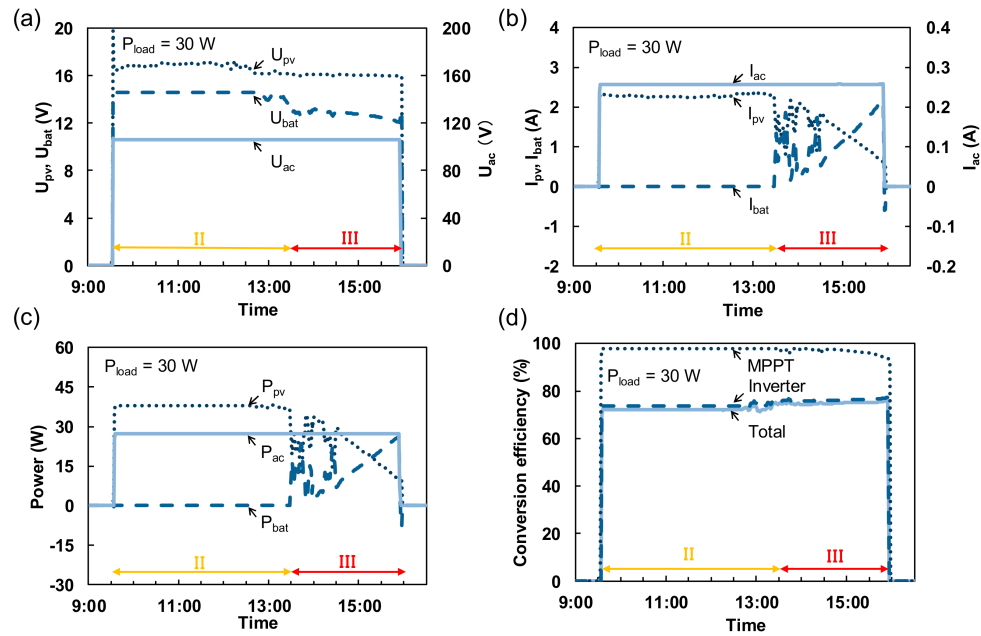 (a)
20
16
12
8
4
0
U_pv, U_bat (V)
200
160
120
80
40
0
U_ac (V)
P_load = 30 W
U_pv
U_bat
U_ac
II
III
9:00 11:00 13:00 15:00
Time
(b)
4
3
2
1
0
-1
-2
I_pv, I_bat (A)
0.4
0.3
0.2
0.1
0
-0.1
-0.2
I_ac (A)
P_load = 30 W
I_ac
I_pv
I_bat
II
III
9:00 11:00 13:00 15:00
Time
(c)
60
45
30
15
0
-15
-30
Power (W)
P_load = 30 W
P_pv
P_ac
P_bat
II
III
9:00 11:00 13:00 15:00
Time
(d)
100
80
60
40
20
0
Conversion efficiency (%)
MPPT
P_load = 30 W
Inverter
Total
II
III
9:00 11:00 13:00 15:00
Time